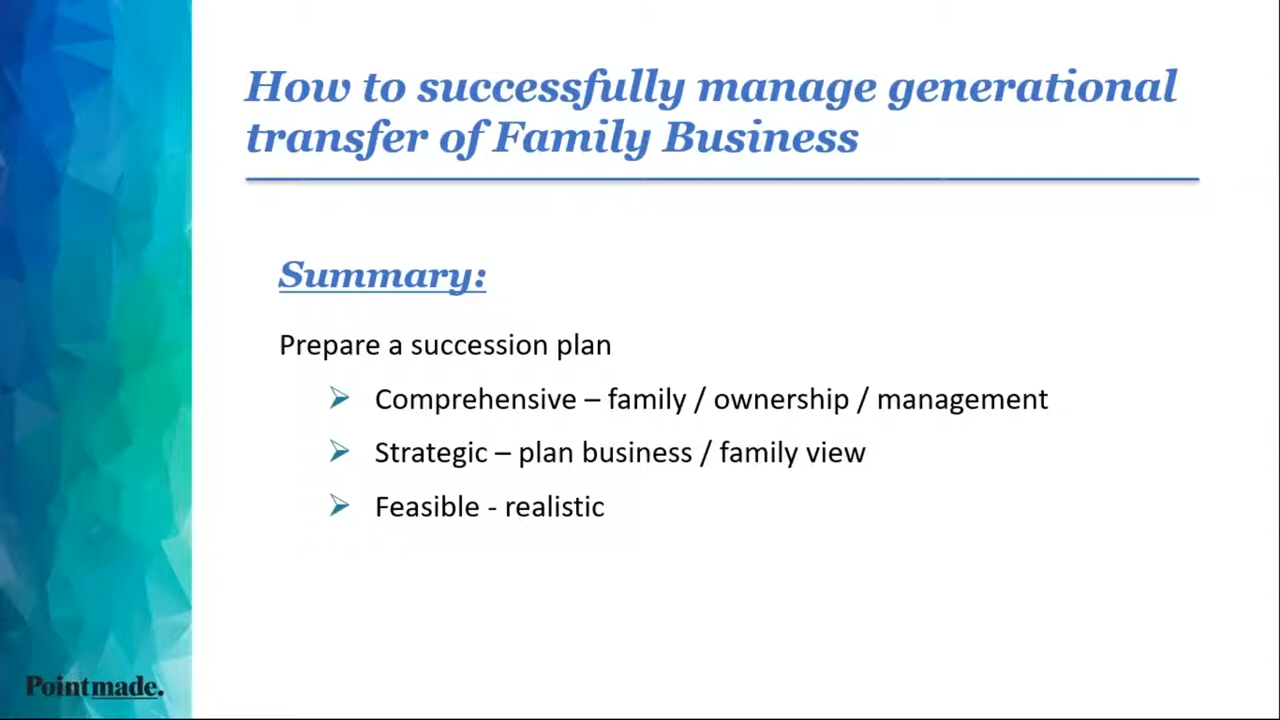 How to successfully manage generational
transfer of Family Business
Summary:
Prepare a succession plan
Comprehensive – family / ownership / management
Strategic – plan business / family view
Feasible - realistic
Pointmade.